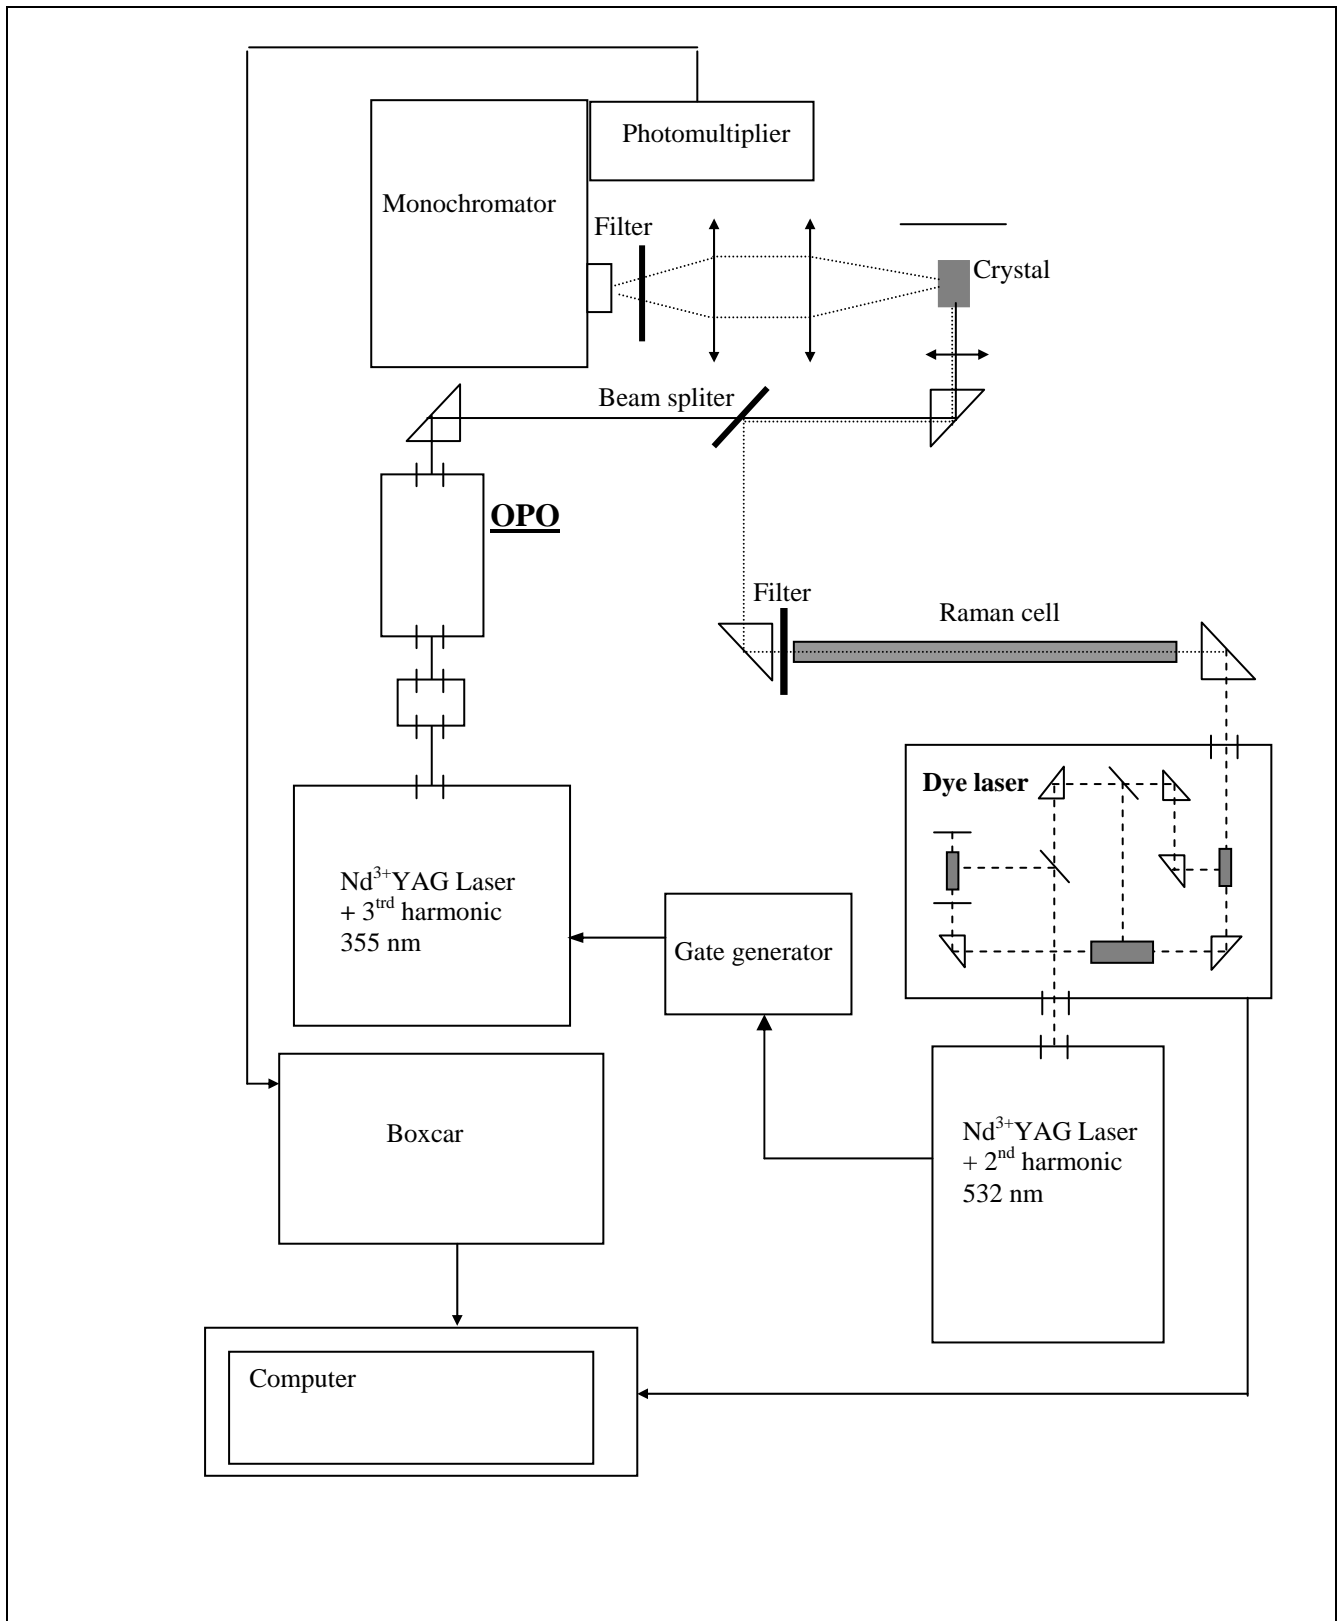 Photomultiplier
Monochromator
Filter
Crystal
Beam spliter
OPO
Filter
Raman cell
Dye laser
Nd³⁺YAG Laser
+ 3ᵗʳᵈ harmonic
355 nm
Gate generator
Boxcar
Nd³⁺YAG Laser
+ 2ⁿᵈ harmonic
532 nm
Computer